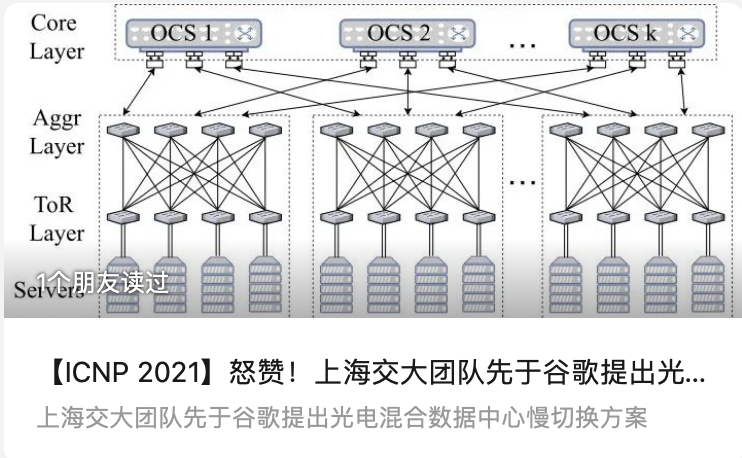 Core
Layer
OCS 1
OCS 2
...
OCS k
Aggr
Layer
...
ToR
Layer
Servers
1个朋友读过
【ICNP 2021】怒赞！上海交大团队先于谷歌提出光...
上海交大团队先于谷歌提出光电混合数据中心慢切换方案